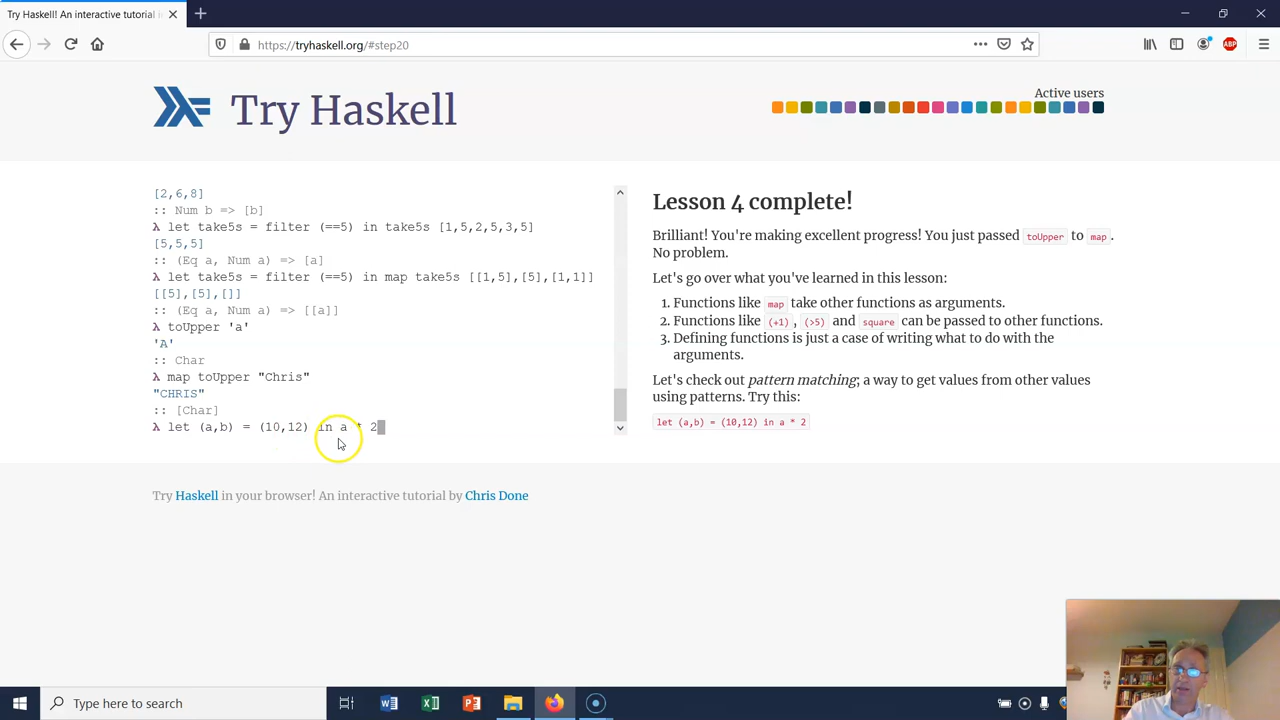 Try Haskell! An interactive tutorial i
https://tryhaskell.org/#step20
Try Haskell
Active users
[2,6,8]
:: Num b => [b]
λ let take5s = filter (==5) in take5s [1,5,2,5,3,5]
[5,5,5]
:: (Eq a, Num a) => [a]
λ let take5s = filter (==5) in map take5s [[1,5],[5],[1,1]]
[[5],[5],[]]
:: (Eq a, Num a) => [[a]]
λ toUpper 'a'
'A'
:: Char
λ map toUpper "Chris"
"CHRIS"
:: [Char]
λ let (a,b) = (10,12) in a * 2
Lesson 4 complete!
Brilliant! You're making excellent progress! You just passed toUpper to map.
No problem.
Let's go over what you've learned in this lesson:
1. Functions like map take other functions as arguments.
2. Functions like (+1), (>5) and square can be passed to other functions.
3. Defining functions is just a case of writing what to do with the
arguments.
Let's check out pattern matching; a way to get values from other values
using patterns. Try this:
let (a,b) = (10,12) in a * 2
Try Haskell in your browser! An interactive tutorial by Chris Done
Type here to search
ABP